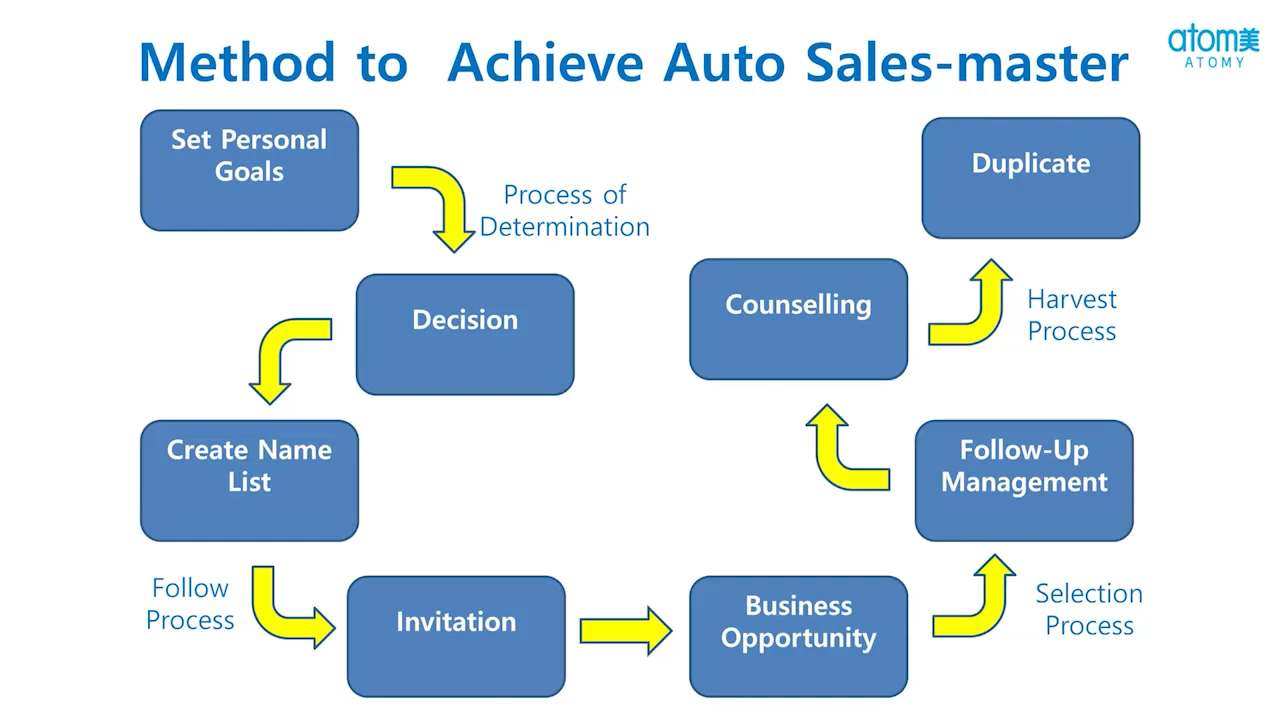 Method to Achieve Auto Sales-master
atom美
ATOMY
Set Personal
Goals
Process of
Determination
Decision
Create Name
List
Follow
Process
Invitation
Business
Opportunity
Selection
Process
Follow-Up
Management
Counselling
Harvest
Process
Duplicate